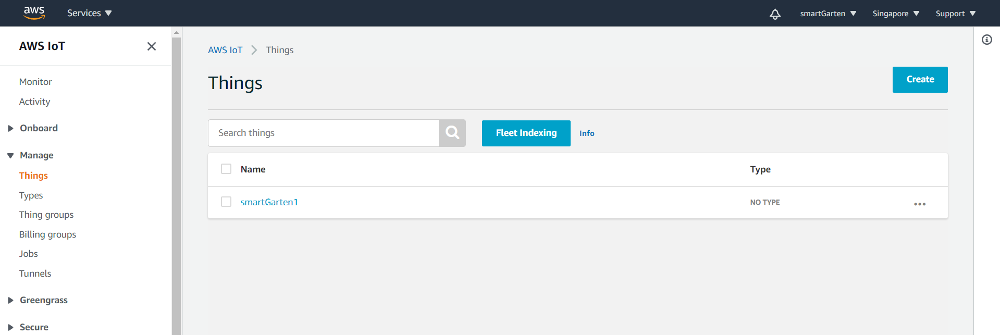 aws Services smartGarten Singapore Support
AWS IoT
Monitor
Activity
Onboard
Manage
Things
Types
Thing groups
Billing groups
Jobs
Tunnels
Greengrass
Secure
AWS IoT Things
Things
Create
Search things
Fleet Indexing Info
Name Type
smartGarten1 NO TYPE